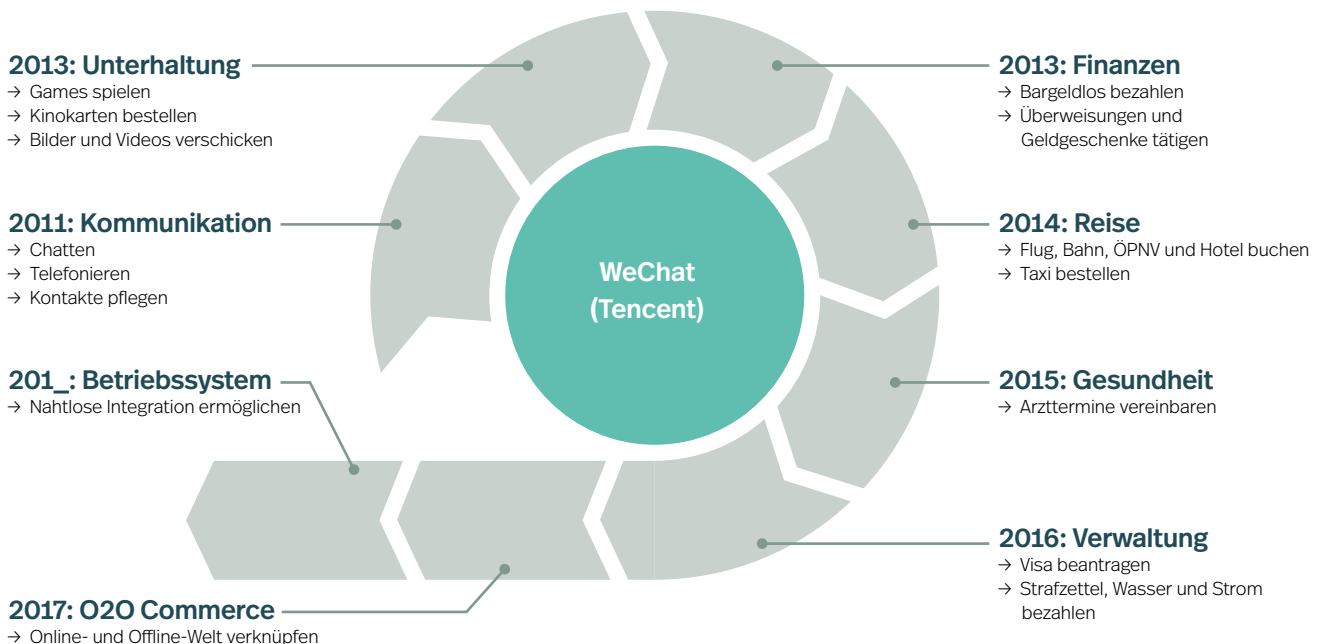 2013: Unterhaltung
→ Games spielen
→ Kinokarten bestellen
→ Bilder und Videos verschicken
2011: Kommunikation
→ Chatten
→ Telefonieren
→ Kontakte pflegen
201_: Betriebssystem
→ Nahtlose Integration ermöglichen
2017: O2O Commerce
→ Online- und Offline-Welt verknüpfen
WeChat
(Tencent)
2013: Finanzen
→ Bargeldlos bezahlen
→ Überweisungen und
Geldgeschenke tätigen
2014: Reise
→ Flug, Bahn, ÖPNV und Hotel buchen
→ Taxi bestellen
2015: Gesundheit
→ Arzttermine vereinbaren
2016: Verwaltung
→ Visa beantragen
→ Strafzettel, Wasser und Strom
bezahlen